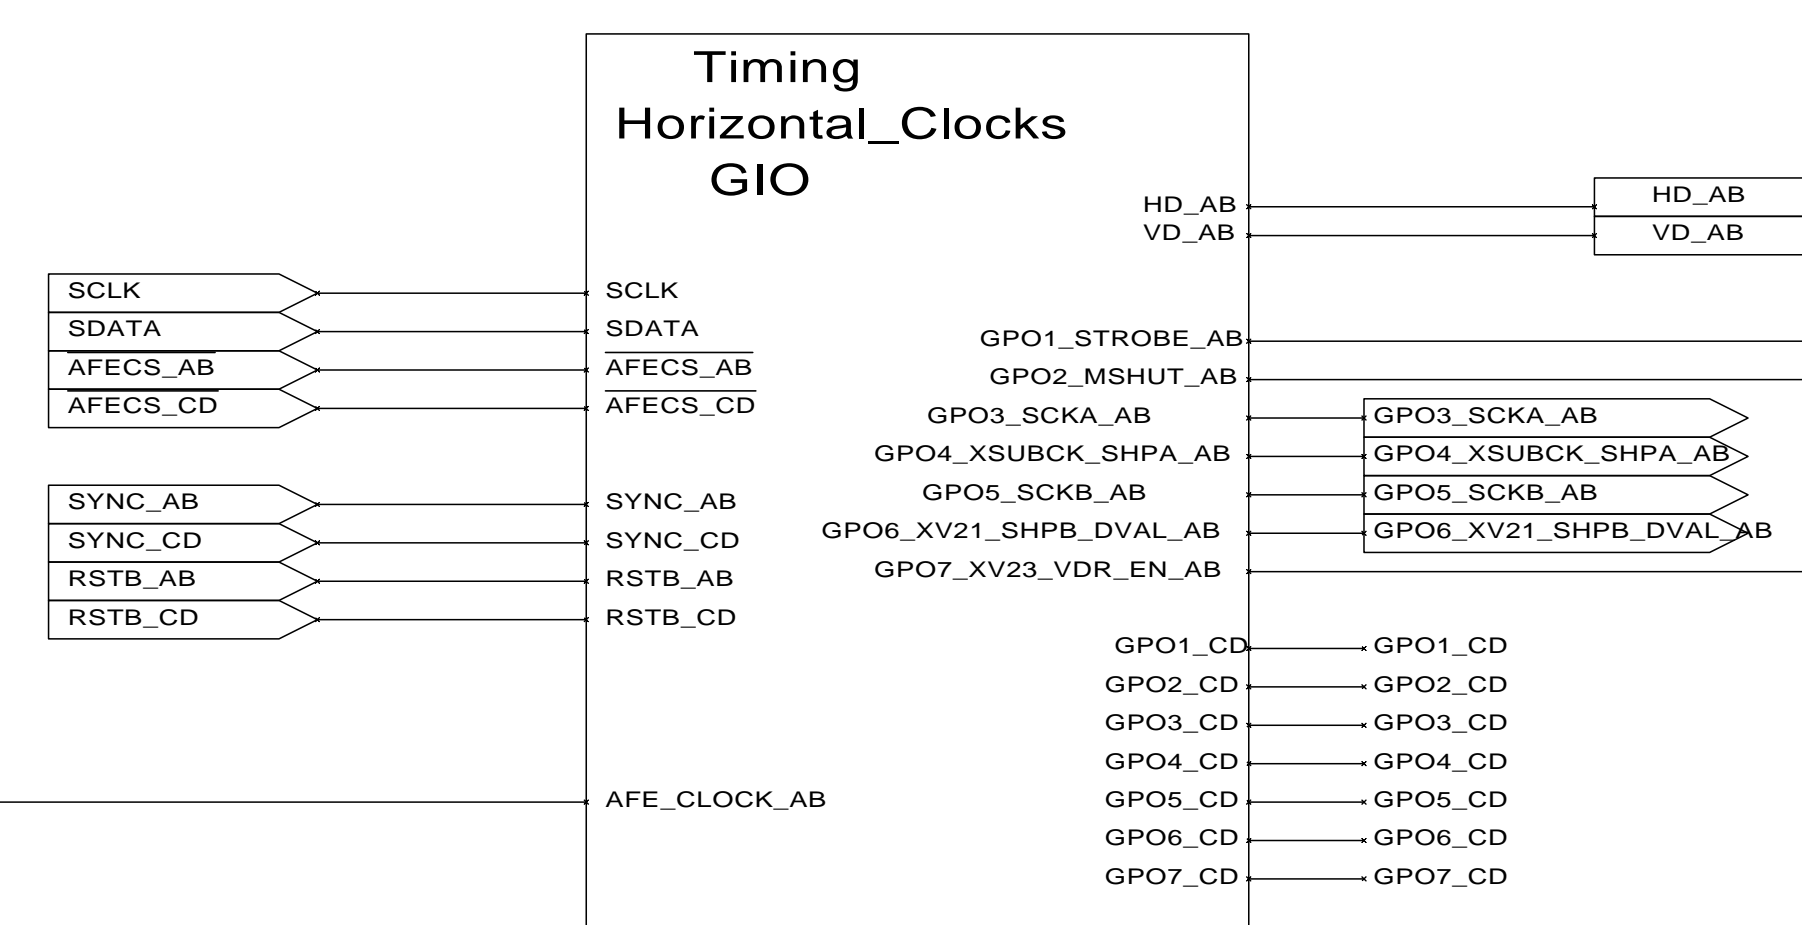 Timing
Horizontal_Clocks
GIO
HD_AB HD_AB
VD_AB VD_AB
SCLK SCLK
SDATA SDATA
GPO1_STROBE_AB
AFECS_AB AFECS_AB
GPO2_MSHUT_AB
AFECS_CD AFECS_CD
GPO3_SCKA_AB GPO3_SCKA_AB
GPO4_XSUBCK_SHPA_AB GPO4_XSUBCK_SHPA_AB
GPO5_SCKB_AB GPO5_SCKB_AB
SYNC_AB SYNC_AB
GPO6_XV21_SHPB_DVAL_AB GPO6_XV21_SHPB_DVAL_AB
SYNC_CD SYNC_CD
GPO7_XV23_VDR_EN_AB
RSTB_AB RSTB_AB
RSTB_CD RSTB_CD
GPO1_CD GPO1_CD
GPO2_CD GPO2_CD
GPO3_CD GPO3_CD
GPO4_CD GPO4_CD
AFE_CLOCK_AB GPO5_CD GPO5_CD
GPO6_CD GPO6_CD
GPO7_CD GPO7_CD